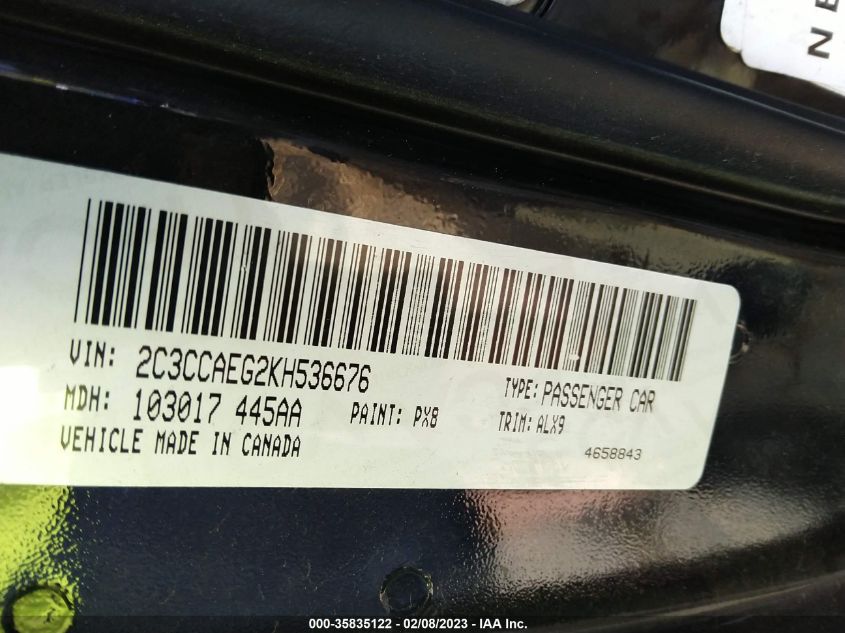 NE
VIN: 2C3CCAEG2KH536676
TYPE: PASSENGER CAR
MDH: 103017 445AA
PAINT: PX8
TRIM: ALX9
VEHICLE MADE IN CANADA
4658843
000-35835122 - 02/08/2023 - IAA Inc.